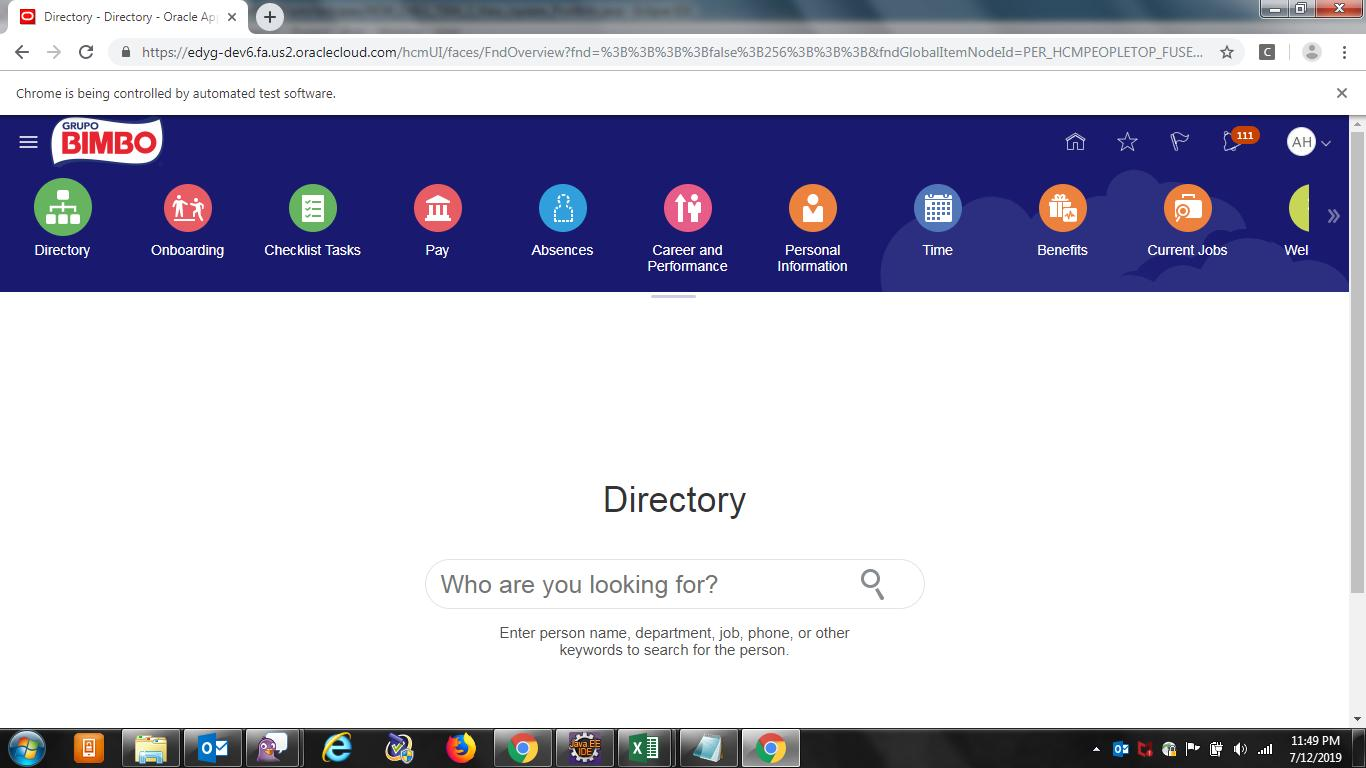 Directory - Directory - Oracle Ap
https://edyg-dev6.fa.us2.oraclecloud.com/hcmUI/faces/FndOverview?fnd=%3B%3B%3B%3Bfalse%3B256%3B%3B%3B&fndGlobalItemNodeId=PER_HCMPEOPLETOP_FUSE...
C
Chrome is being controlled by automated test software.
GRUPO
BIMBO
111
AH
Directory
Onboarding
Checklist Tasks
Pay
Absences
Career and
Performance
Personal
Information
Time
Benefits
Current Jobs
Wel
Directory
Who are you looking for?
Enter person name, department, job, phone, or other
keywords to search for the person.
Java EE
IDE
11:49 PM
7/12/2019